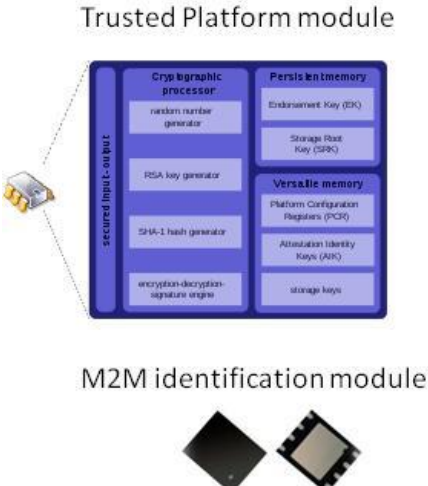 Trusted Platform module
secured input - output
Cryptographic
processor
random number
generator
RSA key generator
SHA-1 hash generator
encryption-decryption-
signature engine
Persistent memory
Endorsement Key (EK)
Storage Root
Key (SRK)
Versatile memory
Platform Configuration
Registers (PCR)
Attestation Identity
Keys (AIK)
storage keys
M2M identification module